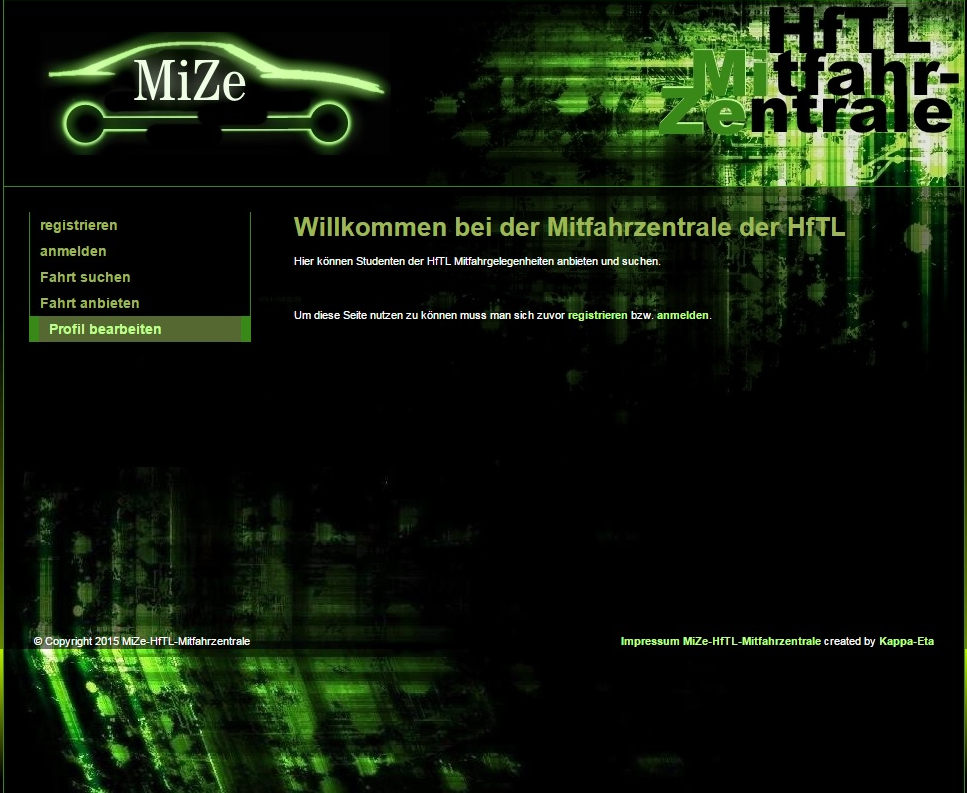 MiZe
HfTL
Mitfahr-
Zentrale
registrieren
anmelden
Fahrt suchen
Fahrt anbieten
Profil bearbeiten
Willkommen bei der Mitfahrzentrale der HfTL
Hier können Studenten der HfTL Mitfahrgelegenheiten anbieten und suchen.
Um diese Seite nutzen zu können muss man sich zuvor registrieren bzw. anmelden.
© Copyright 2015 MiZe-HfTL-Mitfahrzentrale
Impressum MiZe-HfTL-Mitfahrzentrale created by Kappa-Eta